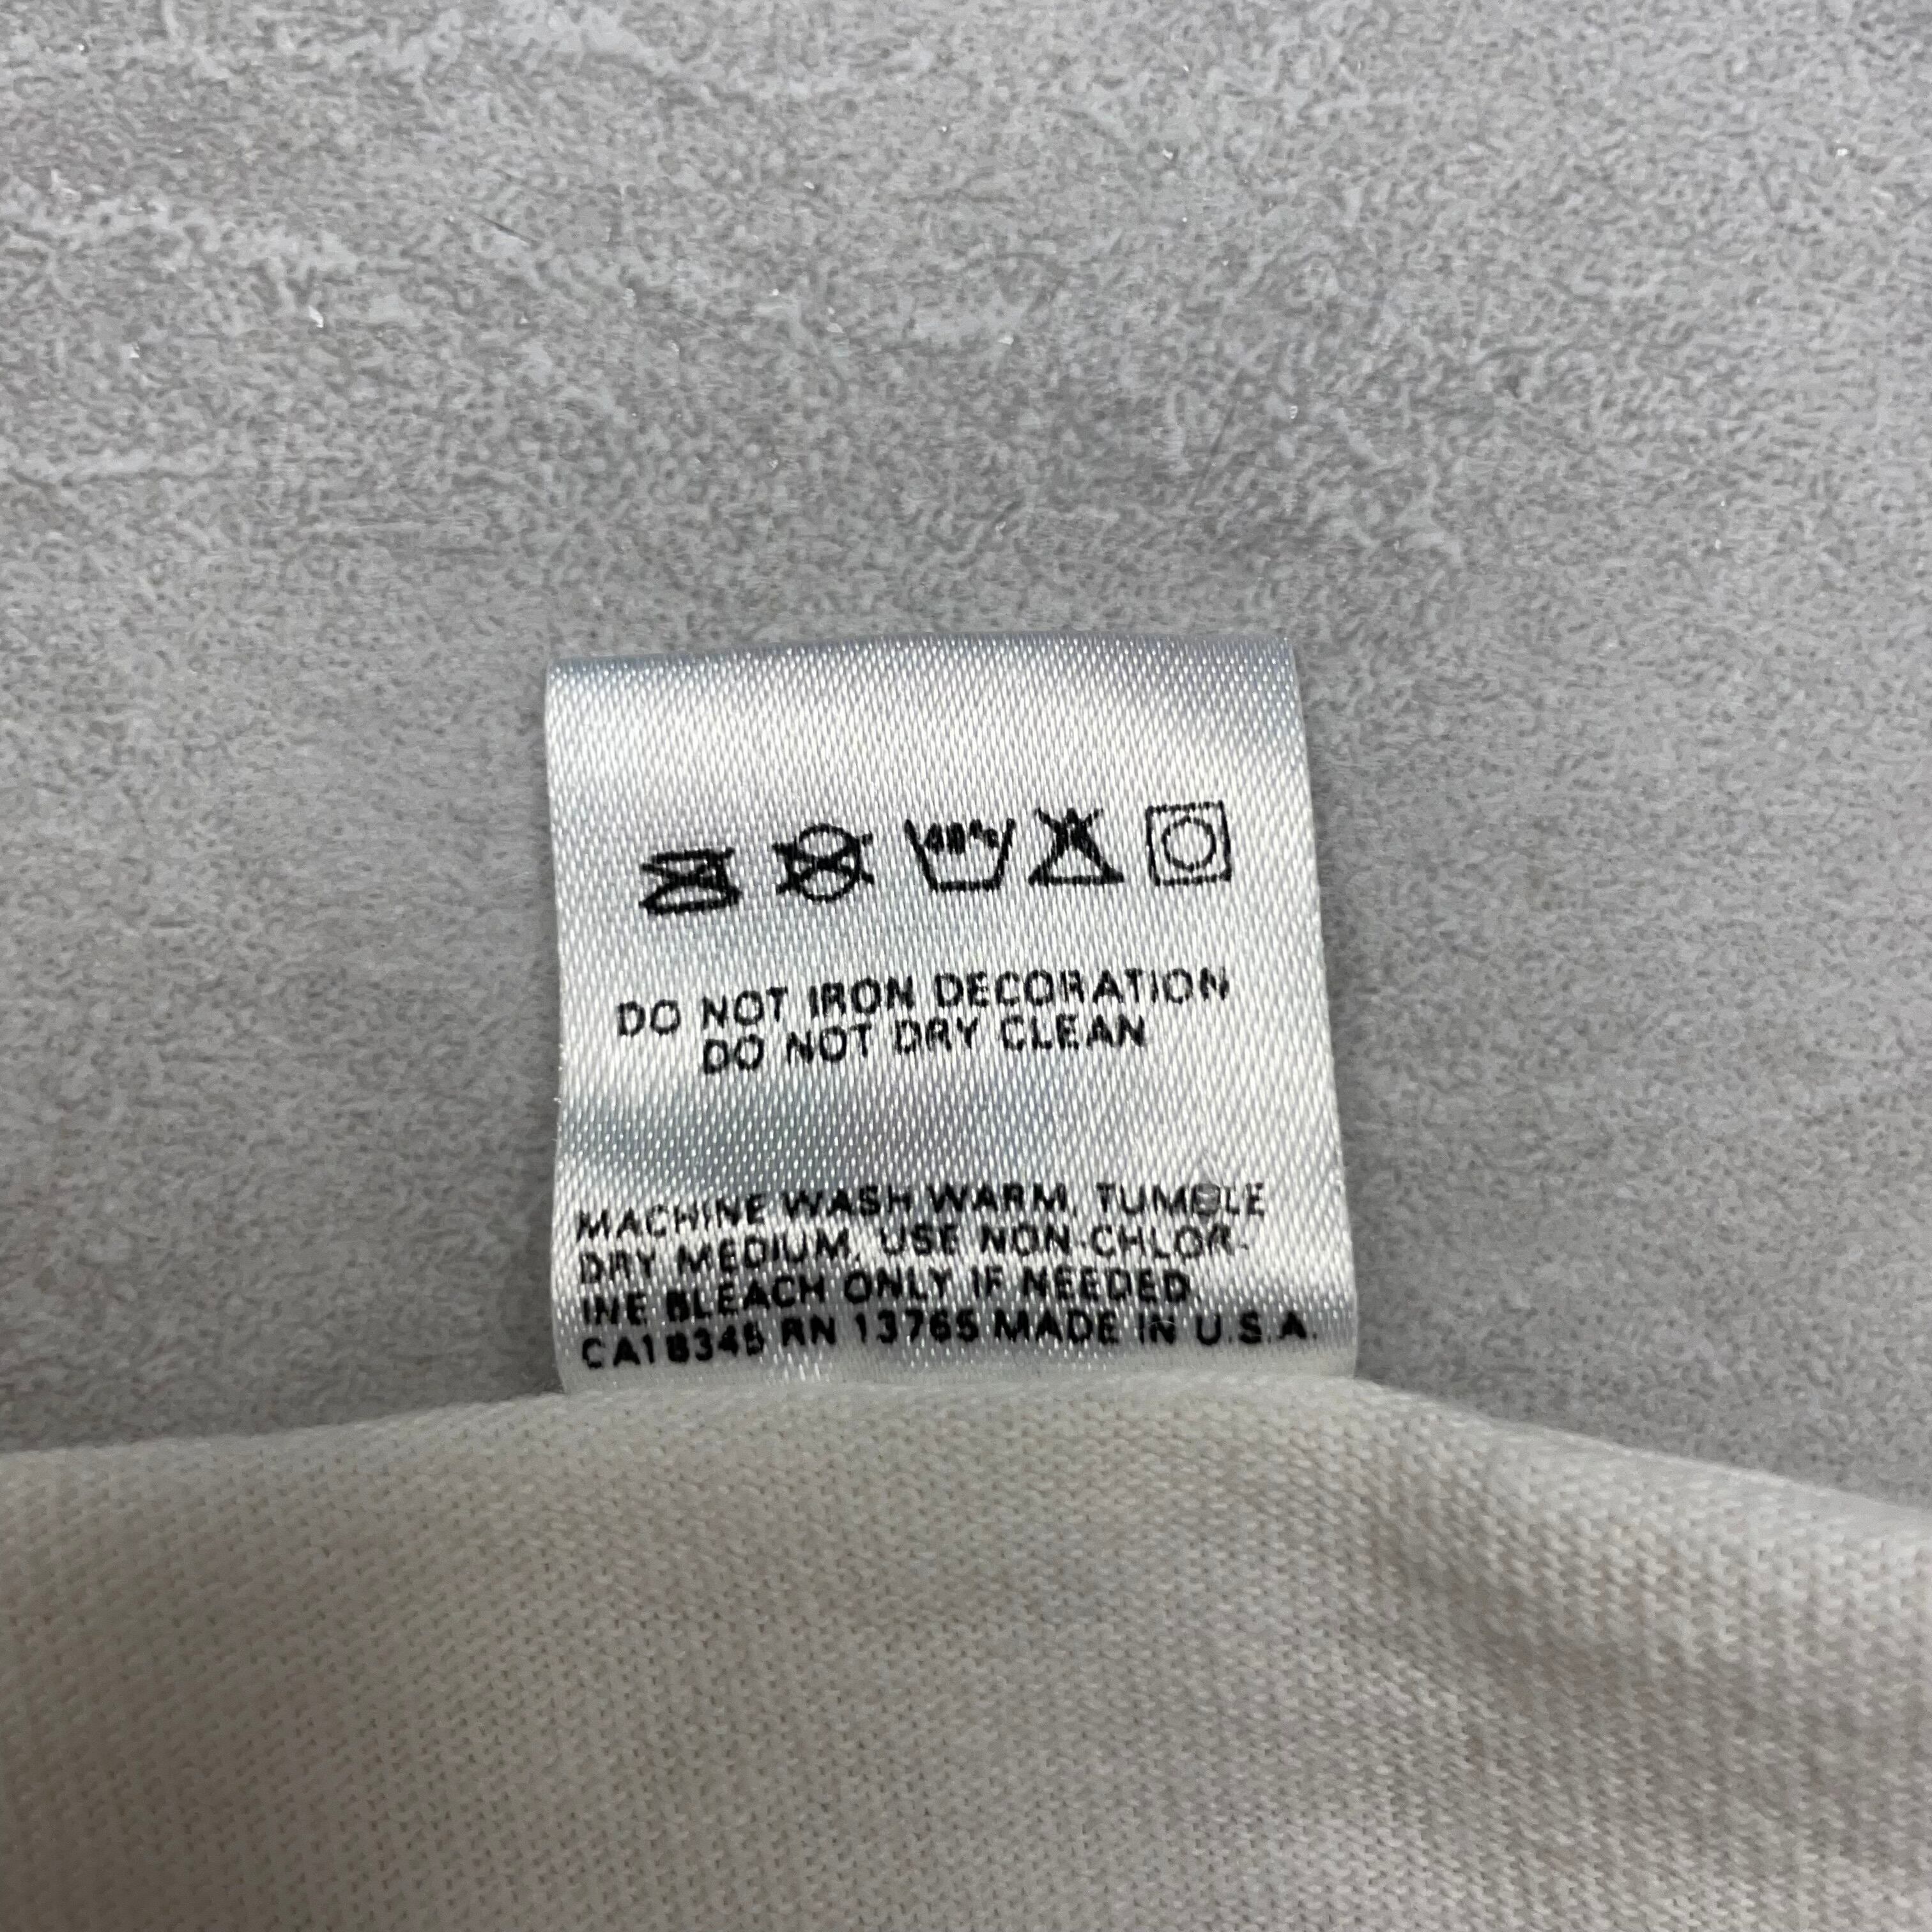 40°C
DO NOT IRON DECORATION
DO NOT DRY CLEAN
MACHINE WASH WARM, TUMBLE
DRY MEDIUM, USE NON-CHLOR-
INE BLEACH ONLY IF NEEDED
CA18345 RN 13765 MADE IN U.S.A.